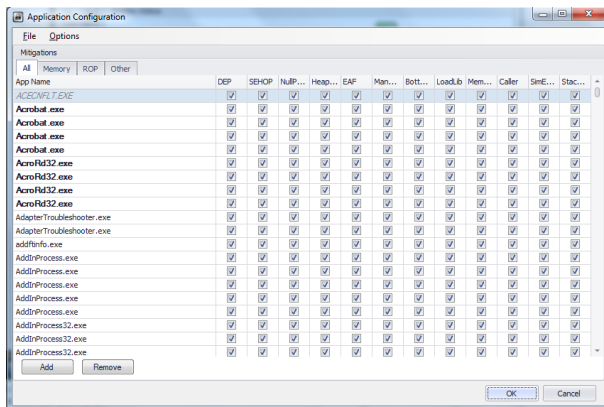 Application Configuration
File Options
Mitigations
All Memory ROP Other
App Name DEP SEHOP NullP... Heap... EAF Man... Bott... LoadLib Mem... Caller SimE... Stac...
ACECNFLT.EXE
Acrobat.exe
Acrobat.exe
Acrobat.exe
Acrobat.exe
AcroRd32.exe
AcroRd32.exe
AcroRd32.exe
AcroRd32.exe
AdapterTroubleshooter.exe
AdapterTroubleshooter.exe
addftinfo.exe
AddInProcess.exe
AddInProcess.exe
AddInProcess.exe
AddInProcess.exe
AddInProcess.exe
AddInProcess32.exe
AddInProcess32.exe
AddInProcess32.exe
Add Remove
OK Cancel